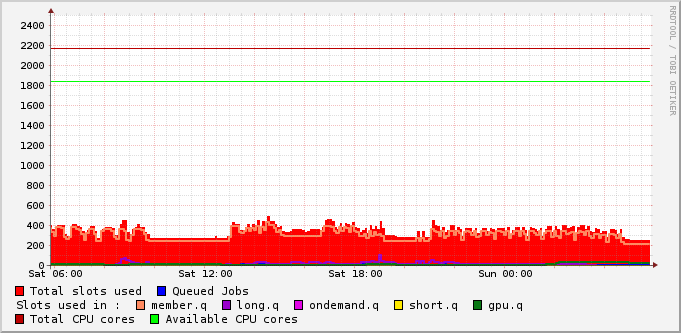 RRDTOOL / TOBI OETIKER
2400
2200
2000
1800
1600
1400
1200
1000
800
600
400
200
0
Sat 06:00 Sat 12:00 Sat 18:00 Sun 00:00
Total slots used Queued Jobs
Slots used in : member.q long.q ondemand.q short.q gpu.q
Total CPU cores Available CPU cores